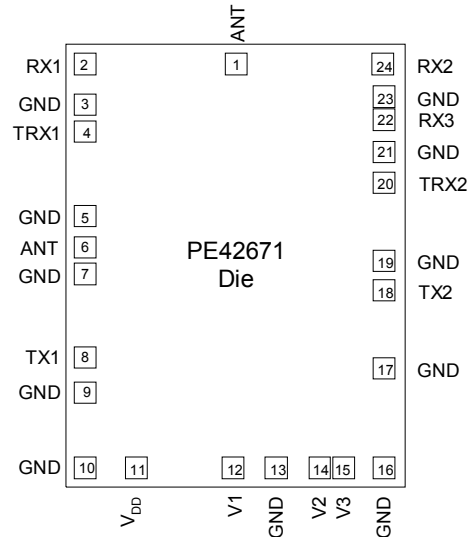 ANT
RX1 2 1 24 RX2
GND 3 23 GND
TRX1 4 22 RX3
21 GND
20 TRX2
GND 5
ANT 6 PE42671 19 GND
GND 7 Die 18 TX2
TX1 8 17 GND
GND 9
GND 10 11 12 13 14 15 16
VDD V1 GND V2 V3 GND